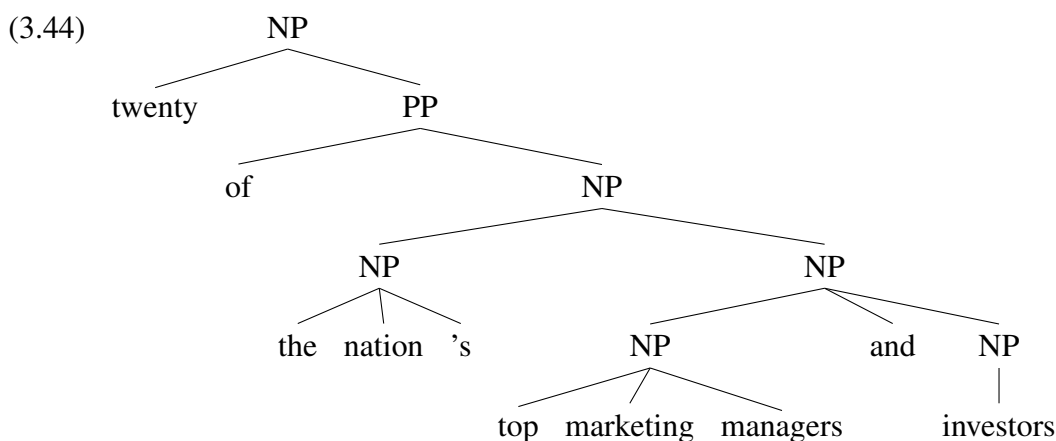 (3.44) NP
twenty PP
of NP
NP NP
the nation 's NP and NP
top marketing managers investors